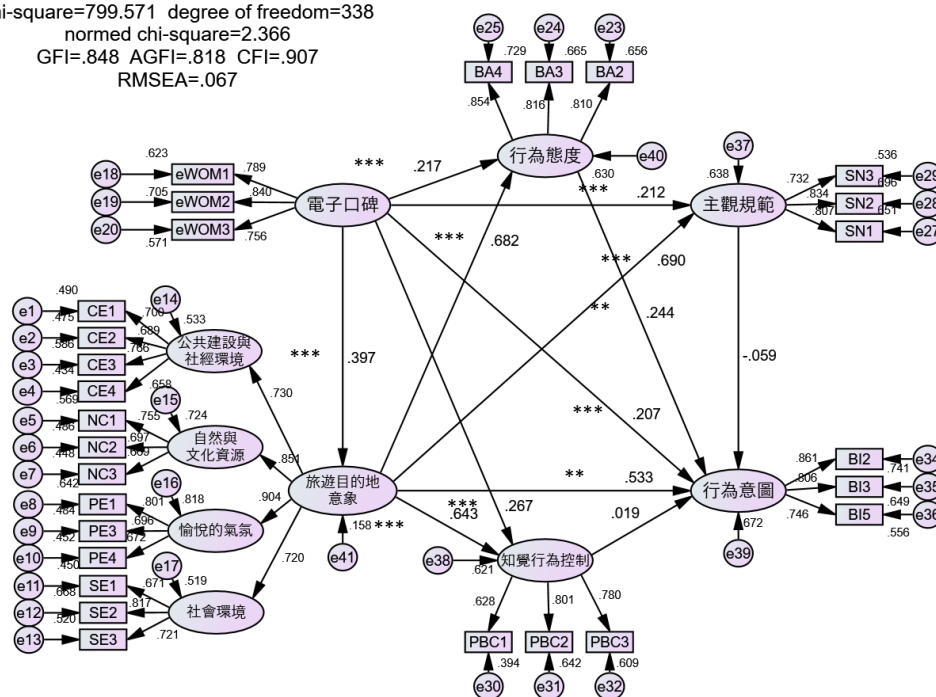 hi-square=799.571 degree of freedom=338
normed chi-square=2.366
GFI=.848 AGFI=.818 CFI=.907
RMSEA=.067
e25
e24
e23
.729
.665
.656
BA4
BA3
BA2
.854
.816
.810
行為態度
e40
.630
e37
.638
主觀規範
.732
.834
.807
SN3
SN2
SN1
.536
.696
.651
e29
e28
e27
e18
e19
e20
.623
.705
.571
eWOM1
eWOM2
eWOM3
.789
.840
.756
電子口碑
***
.217
***
.212
***
.682
***
.690
**
.244
-.059
***
.397
***
.207
**
.533
.267
***
.643
.019
e1
e2
e3
e4
.490
.475
.586
.434
CE1
CE2
CE3
CE4
.700
.689
.766
e14
.533
公共建設與
社經環境
.730
e5
e6
e7
.569
.486
.448
NC1
NC2
NC3
.658
.755
.697
.669
e15
.724
自然與
文化資源
.851
e8
e9
e10
.642
.484
.452
PE1
PE3
PE4
.801
.696
.672
e16
.818
愉悅的氣氛
.904
e11
e12
e13
.450
.668
.520
SE1
SE2
SE3
.671
.817
.721
e17
.519
社會環境
.720
旅遊目的地
意象
.158
***
e41
e38
.621
知覺行為控制
.628
.801
.780
PBC1
PBC2
PBC3
.394
.642
.609
e30
e31
e32
行為意圖
.672
e39
.861
.806
.746
BI2
BI3
BI5
.741
.649
.556
e34
e35
e36